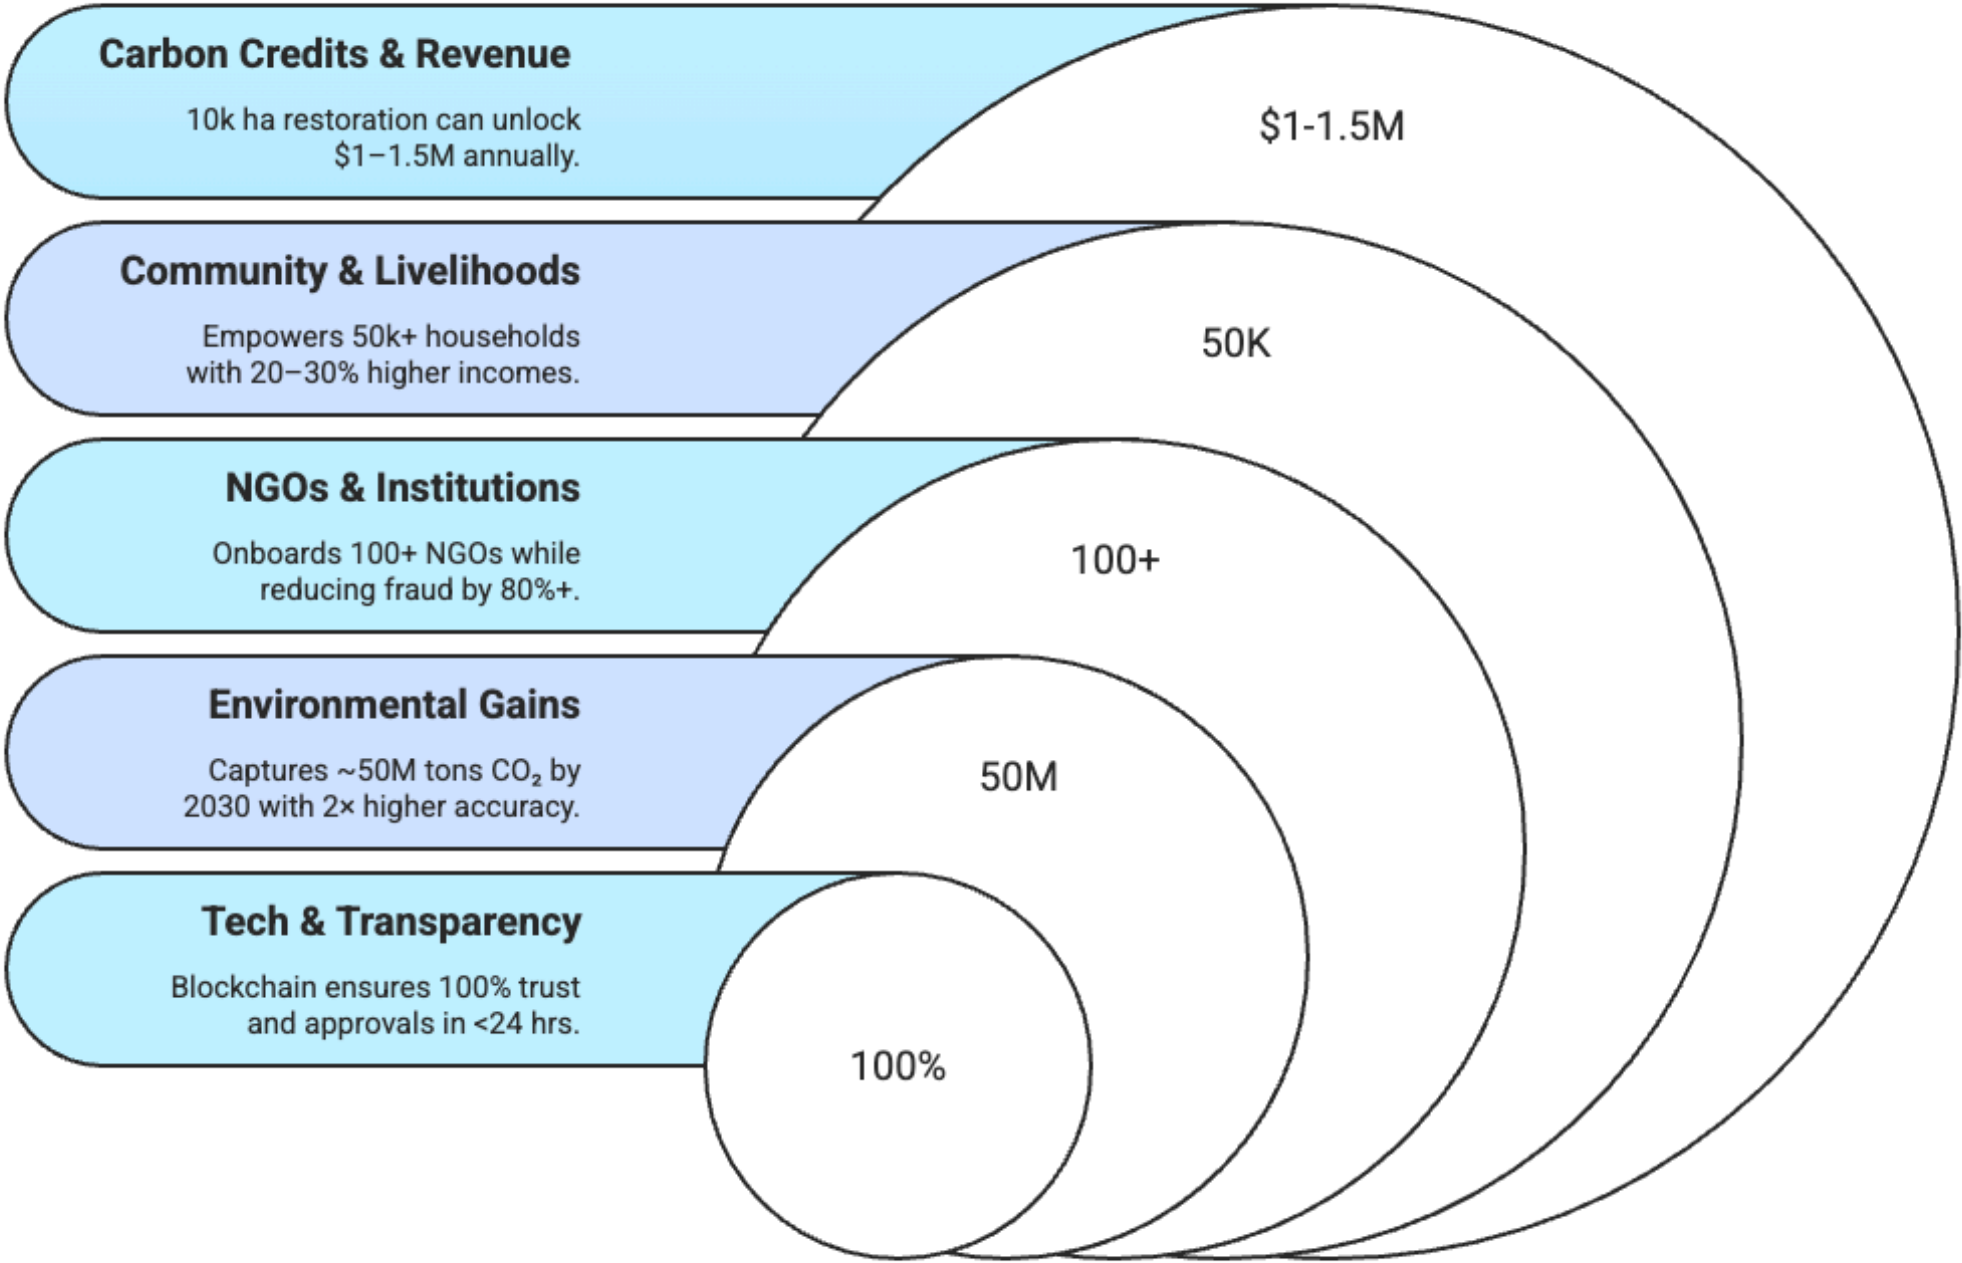 Carbon Credits & Revenue
10k ha restoration can unlock
$1–1.5M annually.
$1-1.5M
Community & Livelihoods
Empowers 50k+ households
with 20–30% higher incomes.
50K
NGOs & Institutions
Onboards 100+ NGOs while
reducing fraud by 80%+.
100+
Environmental Gains
Captures ~50M tons CO₂ by
2030 with 2× higher accuracy.
50M
Tech & Transparency
Blockchain ensures 100% trust
and approvals in <24 hrs.
100%